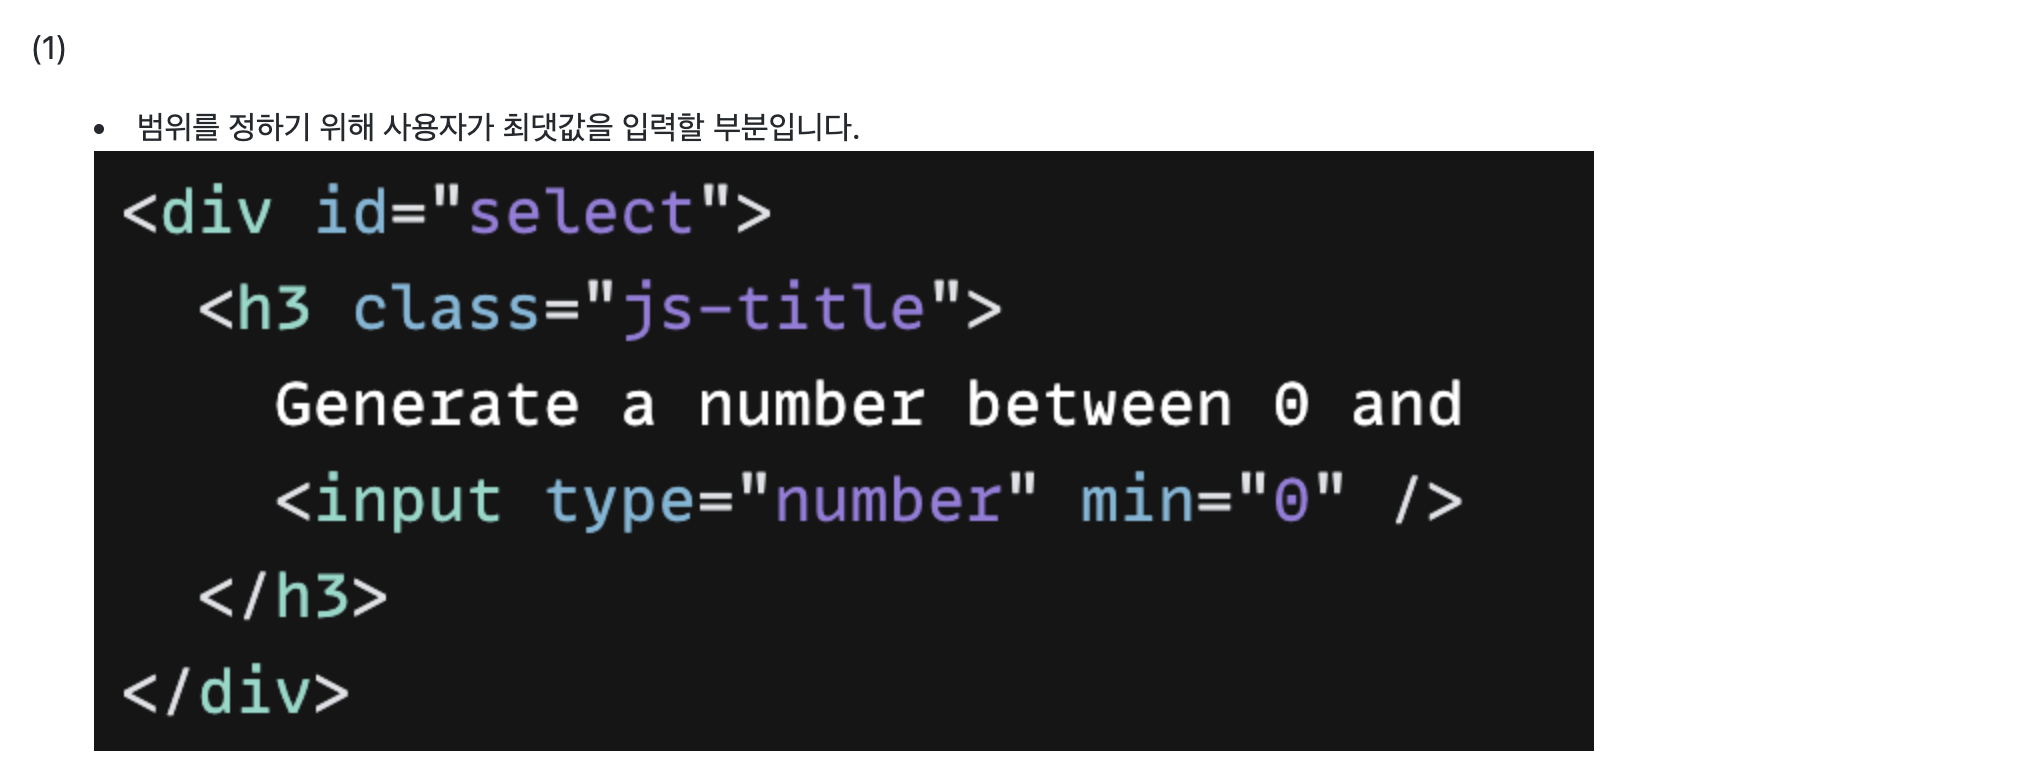 (1)
• 범위를 정하기 위해 사용자가 최댓값을 입력할 부분입니다.
<div id="select">
<h3 class="js-title">
Generate a number between 0 and
<input type="number" min="0" />
</h3>
</div>